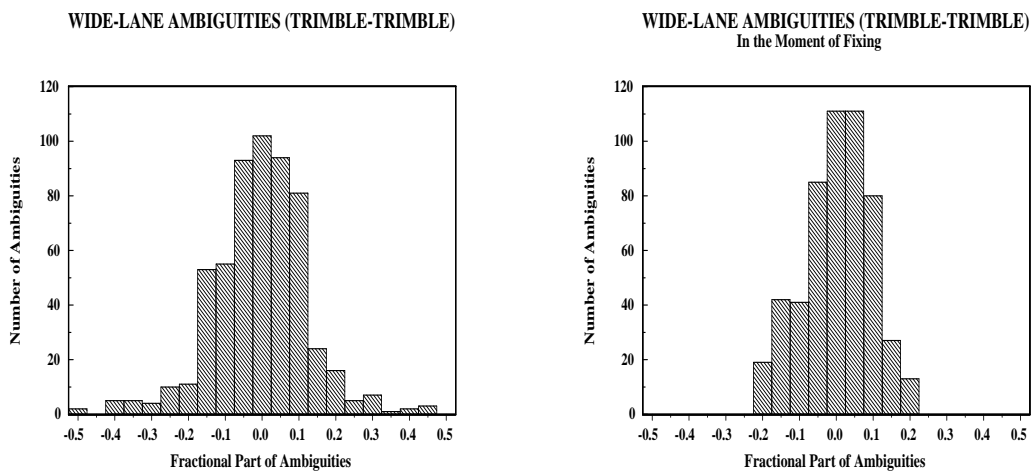 WIDE-LANE AMBIGUITIES (TRIMBLE-TRIMBLE)
120
100
80
60
40
20
0
Number of Ambiguities
-0.5 -0.4 -0.3 -0.2 -0.1 0.0 0.1 0.2 0.3 0.4 0.5
Fractional Part of Ambiguities
WIDE-LANE AMBIGUITIES (TRIMBLE-TRIMBLE)
In the Moment of Fixing
120
100
80
60
40
20
0
Number of Ambiguities
-0.5 -0.4 -0.3 -0.2 -0.1 0.0 0.1 0.2 0.3 0.4 0.5
Fractional Part of Ambiguities